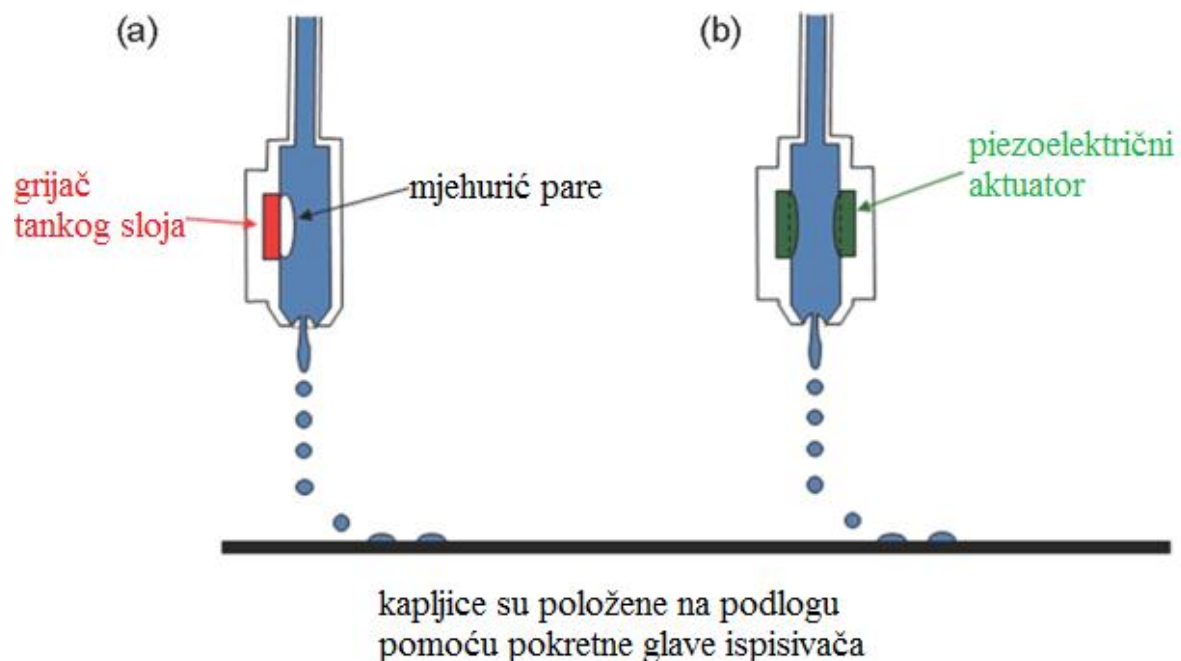 (a)
(b)
grijač
tankog sloja
mjehurić pare
piezoelektrični
aktuator
kapljice su položene na podlogu
pomoću pokretne glave ispisivača